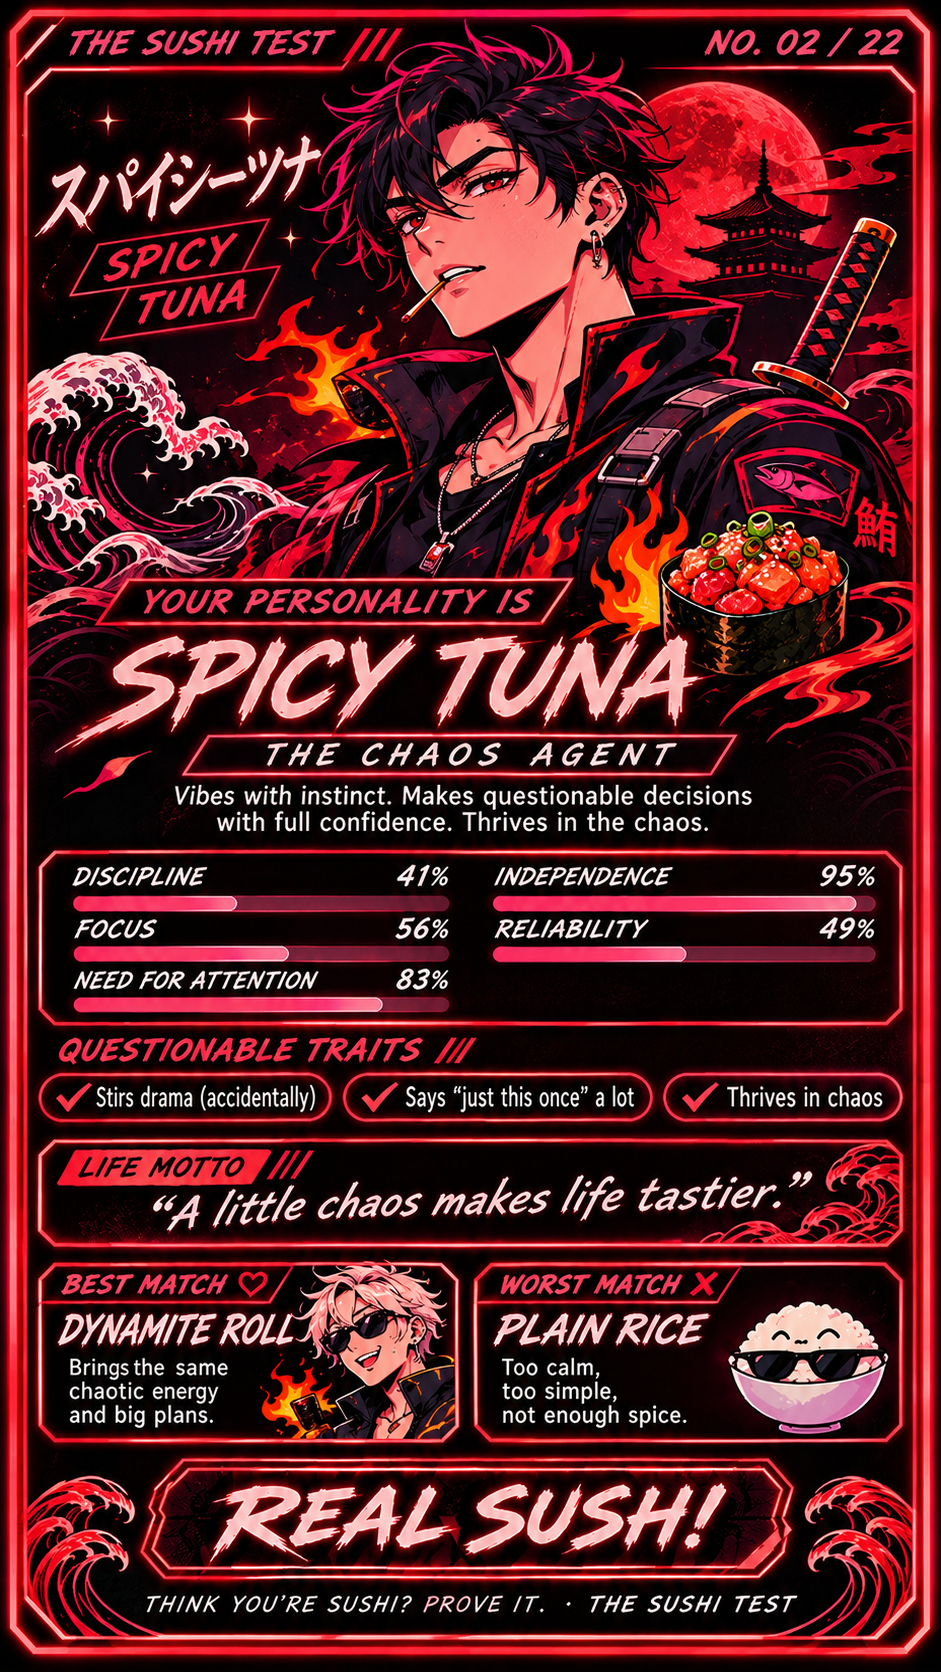 THE SUSHI TEST
NO. 02 / 22
スパイシーツナ
SPICY
TUNA
鮪
YOUR PERSONALITY IS
SPICY TUNA
THE CHAOS AGENT
Vibes with instinct. Makes questionable decisions
with full confidence. Thrives in the chaos.
DISCIPLINE 41%
INDEPENDENCE 95%
FOCUS 56%
RELIABILITY 49%
NEED FOR ATTENTION 83%
QUESTIONABLE TRAITS ///
Stirs drama (accidentally)
Says “just this once” a lot
Thrives in chaos
LIFE MOTTO
“A little chaos makes life tastier.”
BEST MATCH
DYNAMITE ROLL
Brings the same
chaotic energy
and big plans.
WORST MATCH
PLAIN RICE
Too calm,
too simple,
not enough spice.
REAL SUSH!
THINK YOU'RE SUSHI? PROVE IT. · THE SUSHI TEST